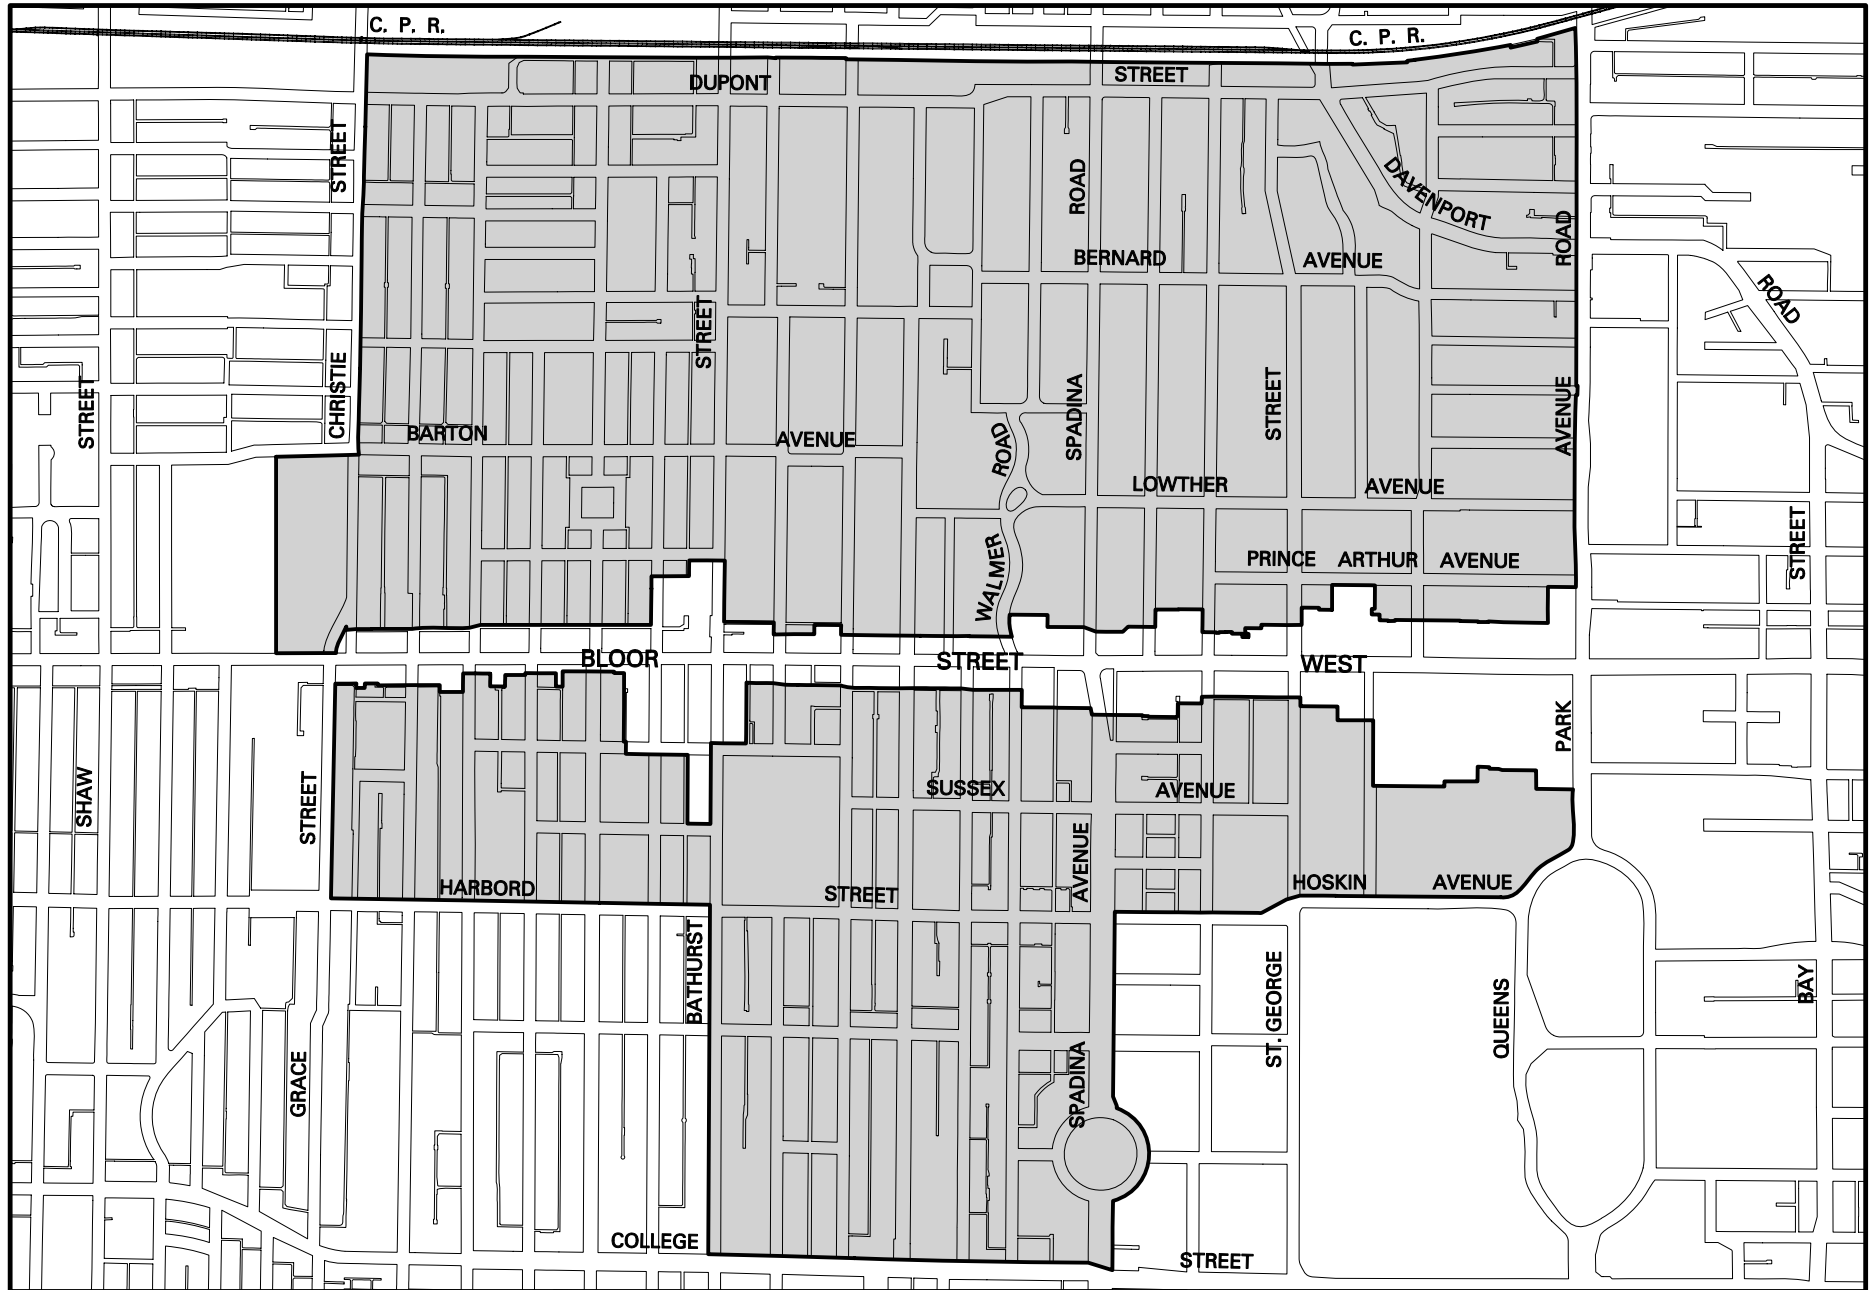 C. P. R.
C. P. R.
DUPONT
STREET
STREET
ROAD
DAVENPORT
ROAD
BERNARD
AVENUE
ROAD
STREET
CHRISTIE
STREET
SPADINA
STREET
AVENUE
BARTON
AVENUE
ROAD
LOWTHER
AVENUE
STREET
WALMER
PRINCE ARTHUR AVENUE
BLOOR
STREET
WEST
PARK
SHAW
STREET
SUSSEX
AVENUE
AVENUE
HARBORD
STREET
HOSKIN
AVENUE
BATHURST
ST. GEORGE
QUEENS
BAY
GRACE
SPADINA
COLLEGE
STREET